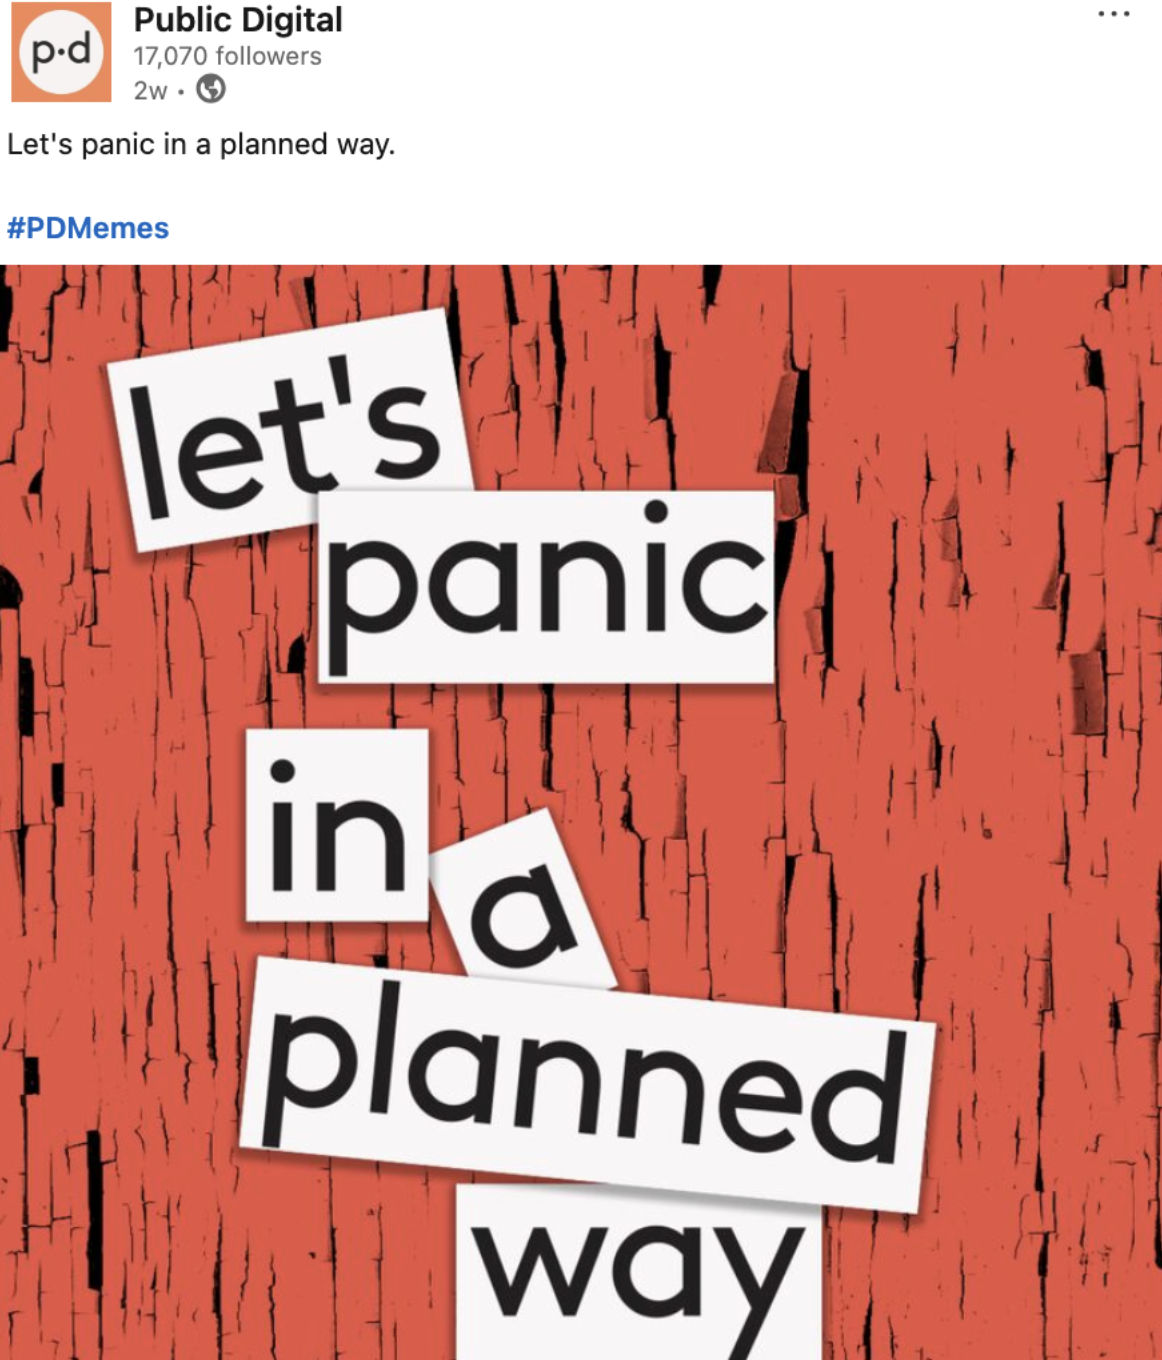 p·d
Public Digital
17,070 followers
2w •
Let's panic in a planned way.
#PDMemes
let's
panic
in
a
planned
way